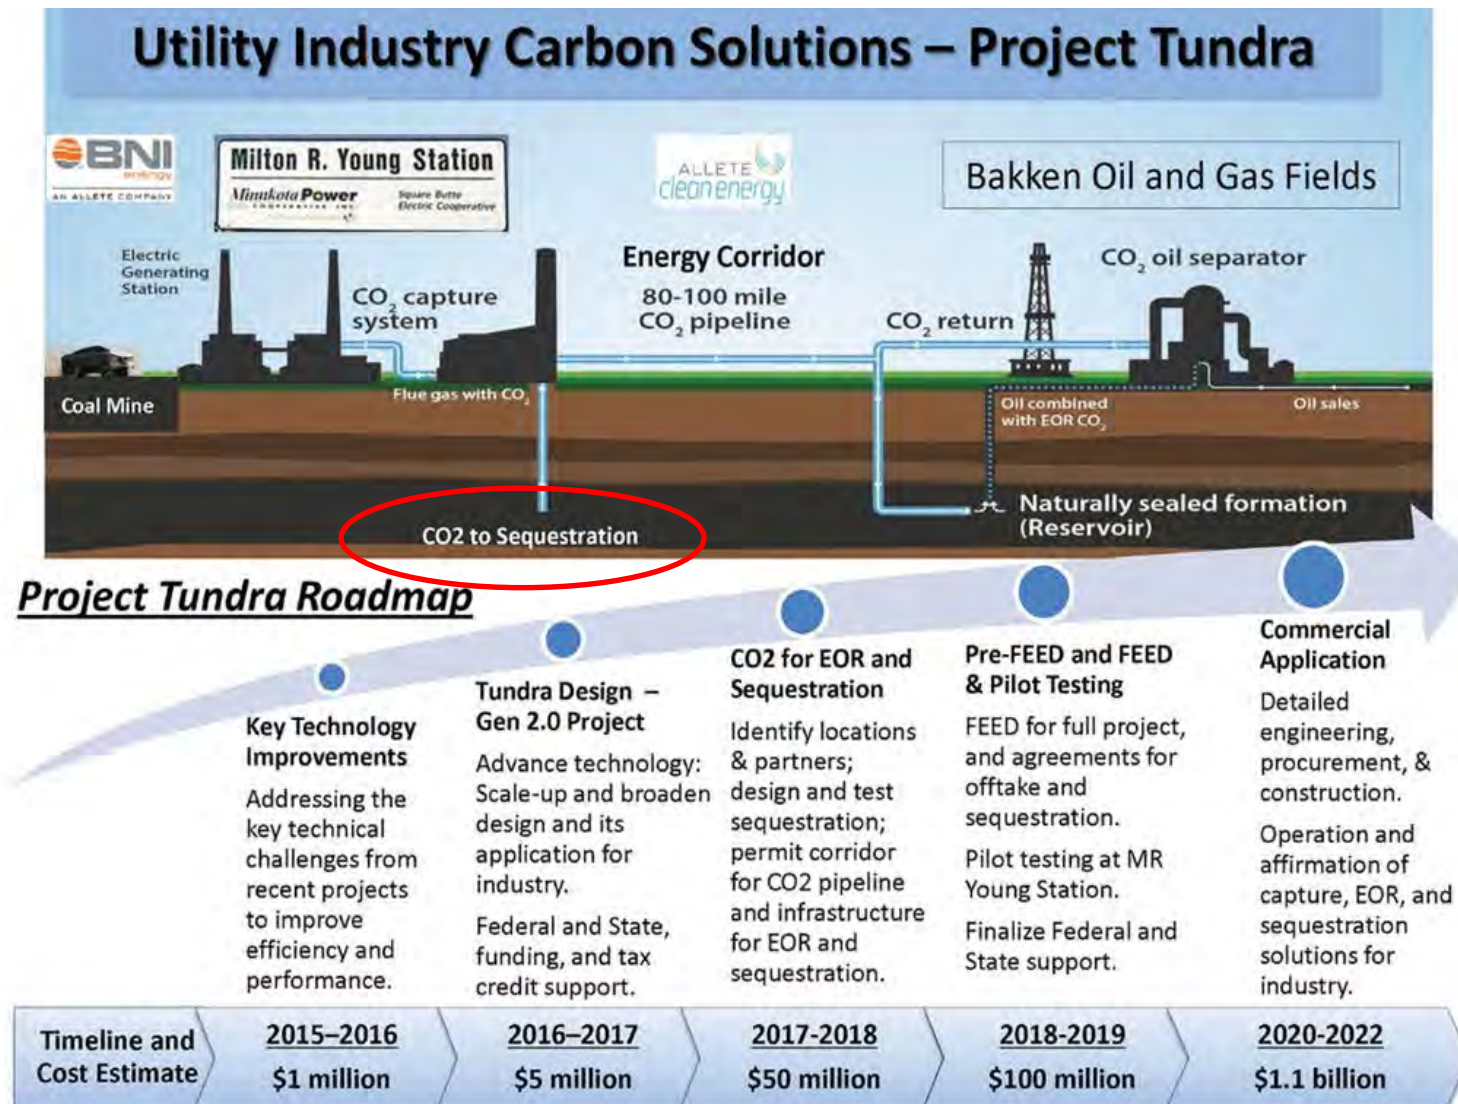 Utility Industry Carbon Solutions – Project Tundra
BNI
energy
AN ALLETE COMPANY
Milton R. Young Station
Minnkota Power
COOPERATIVE INC
Square Butte
Electric Cooperative
ALLETE
clean energy
Bakken Oil and Gas Fields
Electric
Generating
Station
CO2 capture
system
Energy Corridor
80-100 mile
CO2 pipeline
CO2 return
CO2 oil separator
Coal Mine
Flue gas with CO2
Oil combined
with EOR CO2
Oil sales
CO2 to Sequestration
Naturally sealed formation
(Reservoir)
Project Tundra Roadmap
Key Technology
Improvements
Addressing the
key technical
challenges from
recent projects
to improve
efficiency and
performance.
Tundra Design –
Gen 2.0 Project
Advance technology:
Scale-up and broaden
design and its
application for
industry.
Federal and State,
funding, and tax
credit support.
CO2 for EOR and
Sequestration
Identify locations
& partners;
design and test
sequestration;
permit corridor
for CO2 pipeline
and infrastructure
for EOR and
sequestration.
Pre-FEED and FEED
& Pilot Testing
FEED for full project,
and agreements for
offtake and
sequestration.
Pilot testing at MR
Young Station.
Finalize Federal and
State support.
Commercial
Application
Detailed
engineering,
procurement, &
construction.
Operation and
affirmation of
capture, EOR, and
sequestration
solutions for
industry.
Timeline and
Cost Estimate
2015–2016
$1 million
2016–2017
$5 million
2017-2018
$50 million
2018-2019
$100 million
2020-2022
$1.1 billion